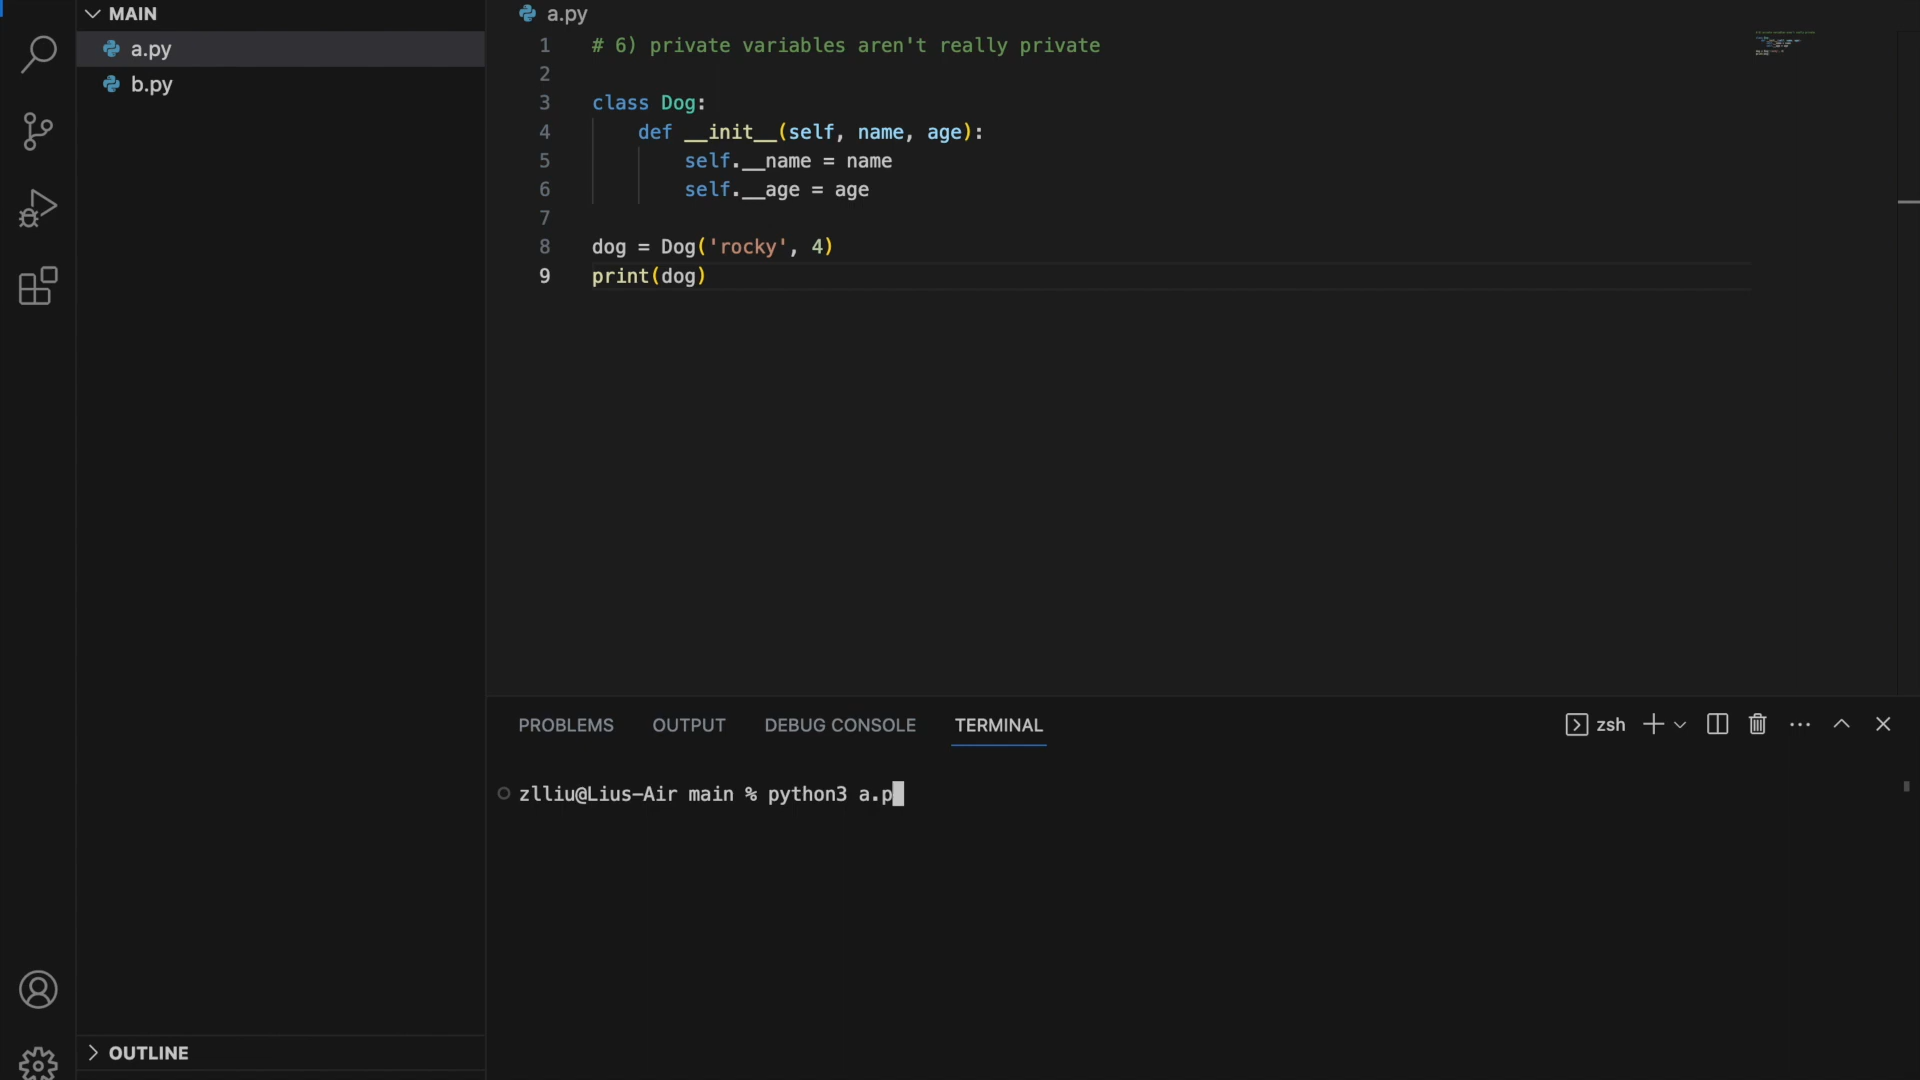 MAIN
a.py
b.py
OUTLINE
a.py
1 # 6) private variables aren't really private
2
3 class Dog:
4 def __init__(self, name, age):
5 self.__name = name
6 self.__age = age
7
8 dog = Dog('rocky', 4)
9 print(dog)
PROBLEMS OUTPUT DEBUG CONSOLE TERMINAL zsh
zlliu@Lius-Air main % python3 a.p